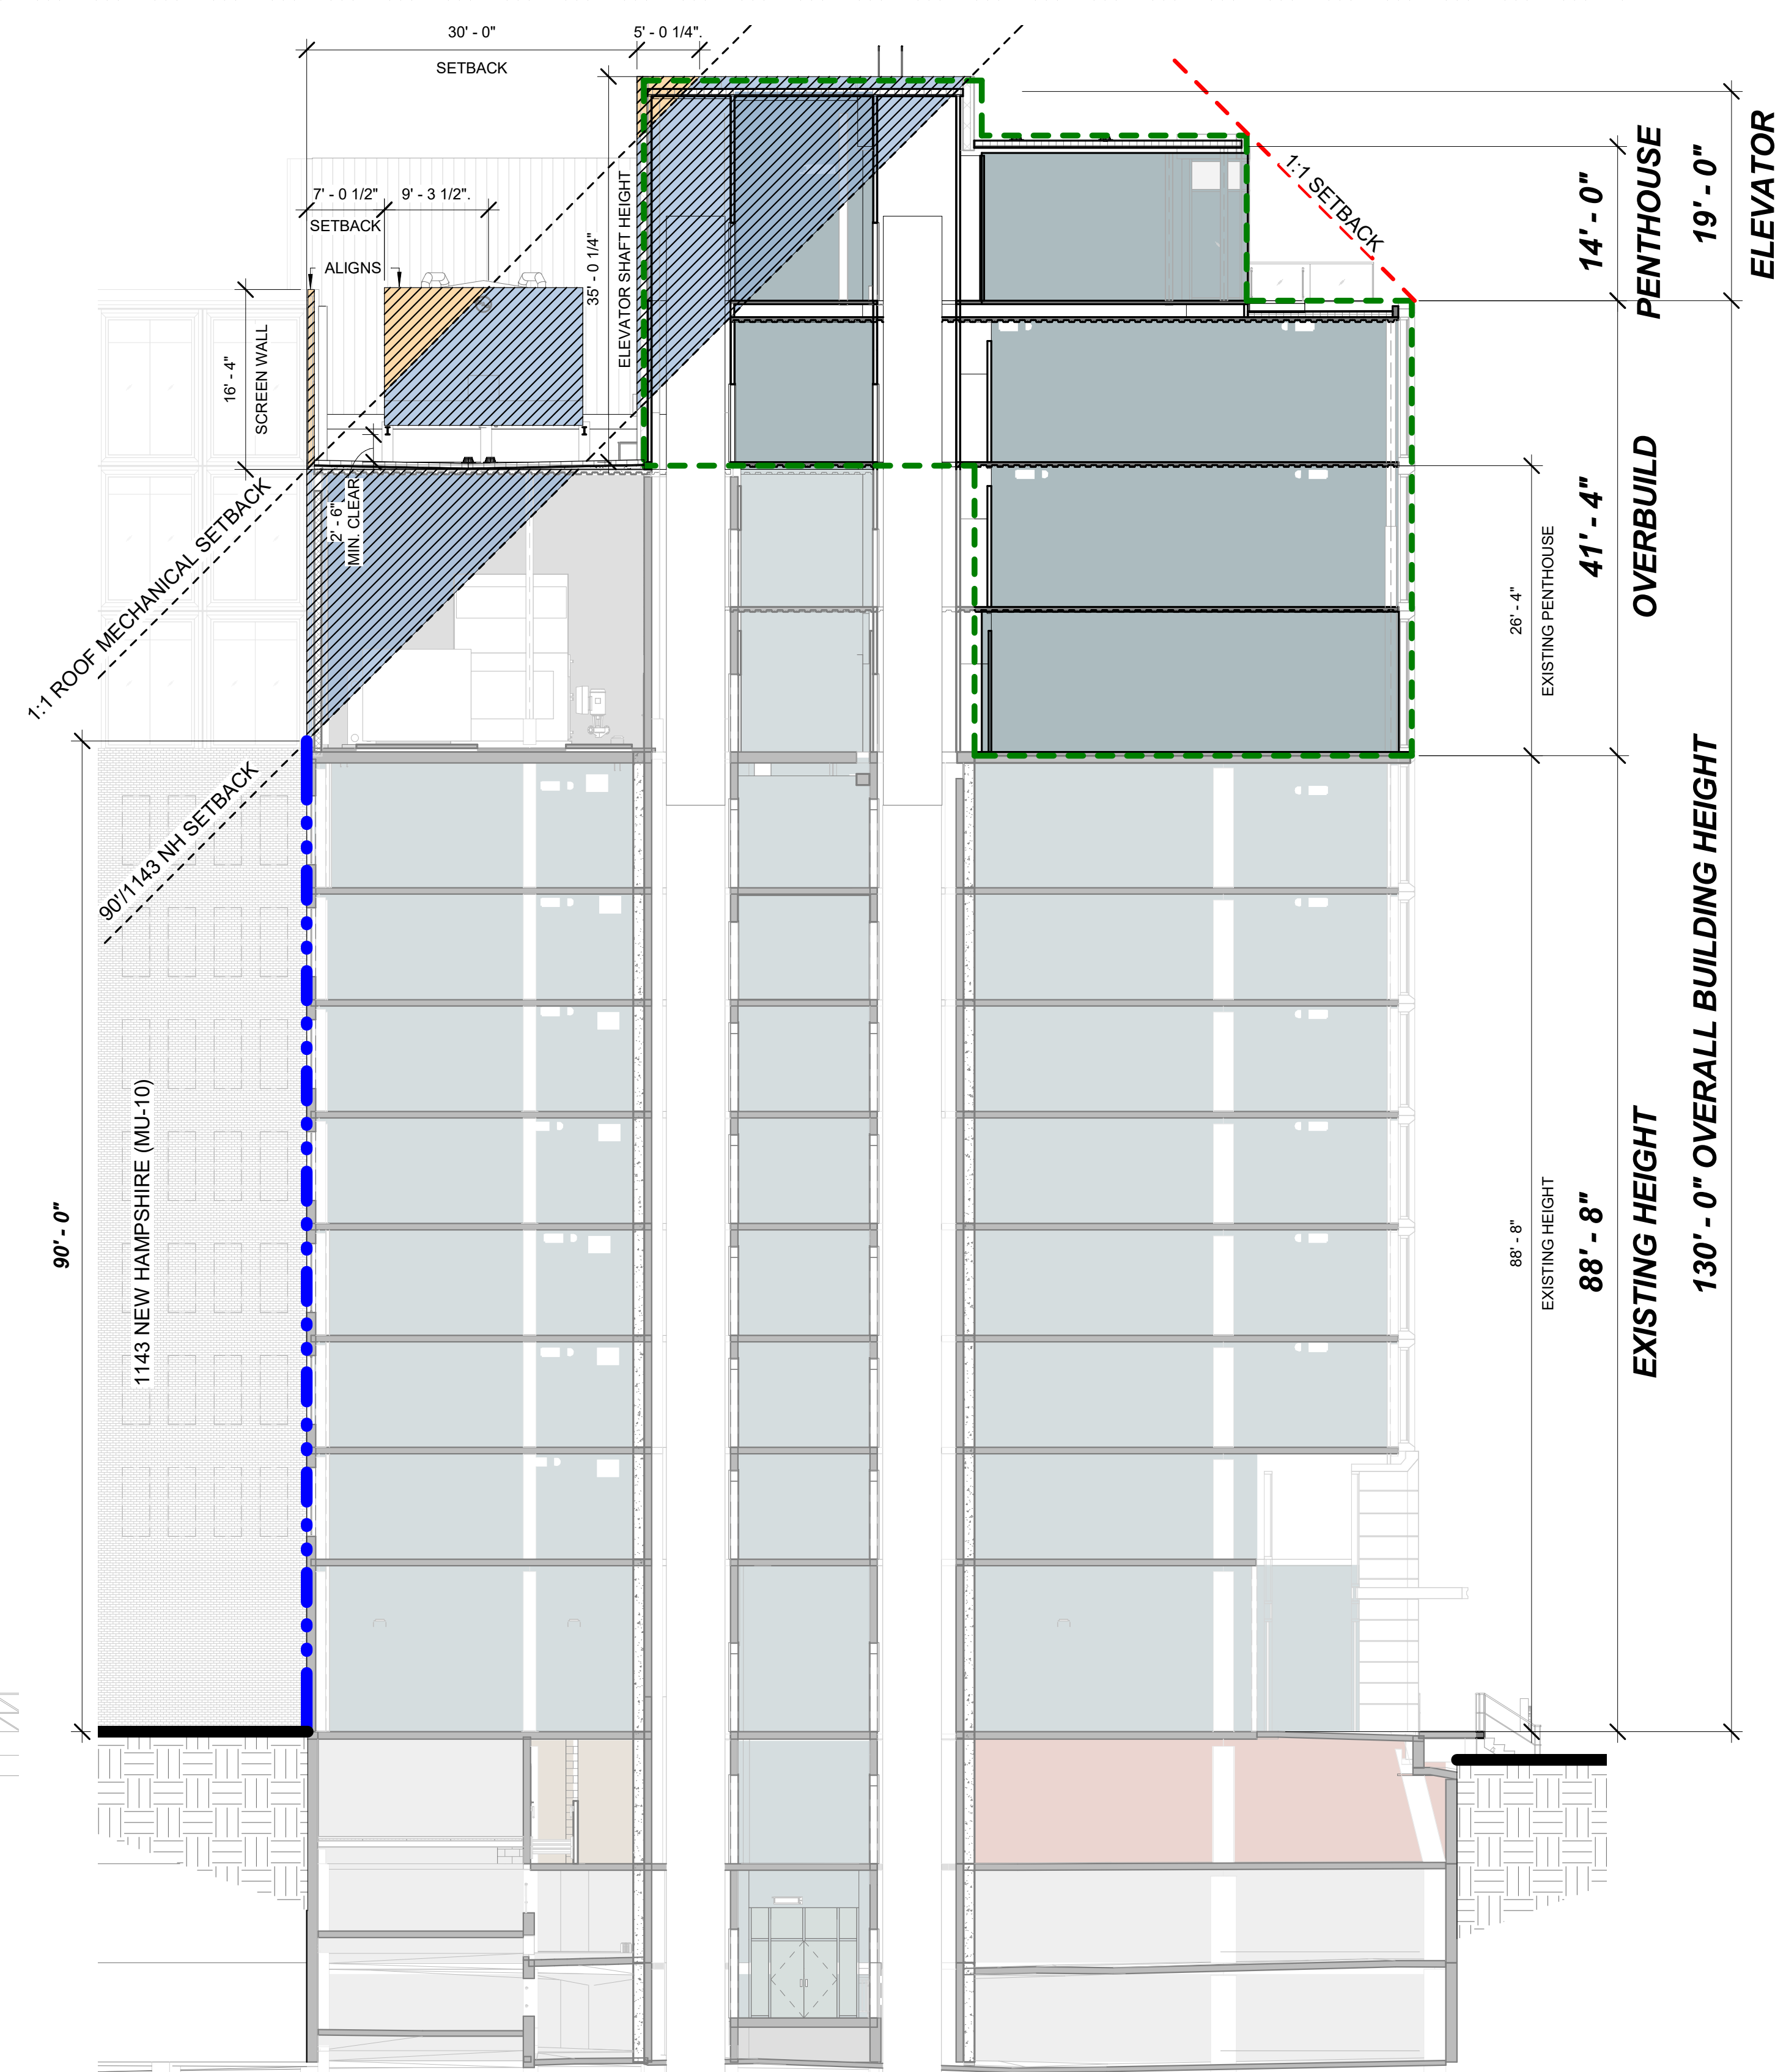 30' - 0"
5' - 0 1/4".
SETBACK
7' - 0 1/2"
9' - 3 1/2".
SETBACK
ALIGNS
16' - 4"
SCREEN WALL
35' - 0 1/4"
ELEVATOR SHAFT HEIGHT
2' - 6"
MIN. CLEAR
1:1 ROOF MECHANICAL SETBACK
90'/1143 NH SETBACK
1:1 SETBACK
14' - 0"
PENTHOUSE
19' - 0"
ELEVATOR
26' - 4"
EXISTING PENTHOUSE
41' - 4"
OVERBUILD
90' - 0"
1143 NEW HAMPSHIRE (MU-10)
88' - 8"
EXISTING HEIGHT
88' - 8"
EXISTING HEIGHT
130' - 0" OVERALL BUILDING HEIGHT